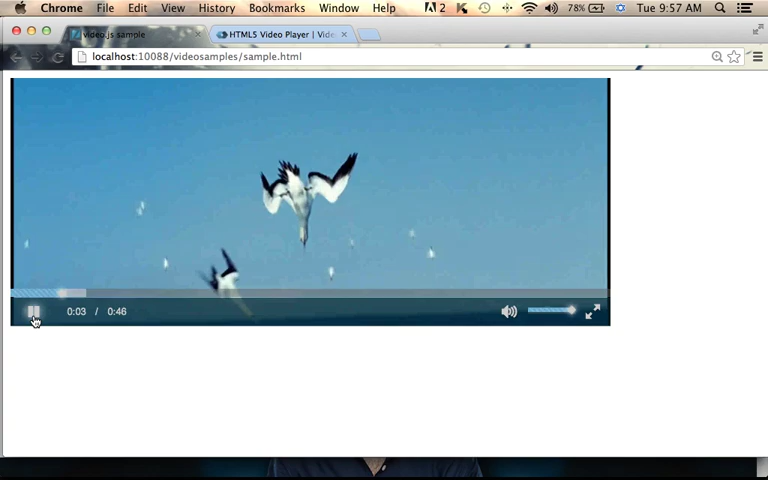 Chrome File Edit View History Bookmarks Window Help 2 78% Tue 9:57 AM
video.js sample HTML5 Video Player | Vide
localhost:10088/videosamples/sample.html
0:03 / 0:46